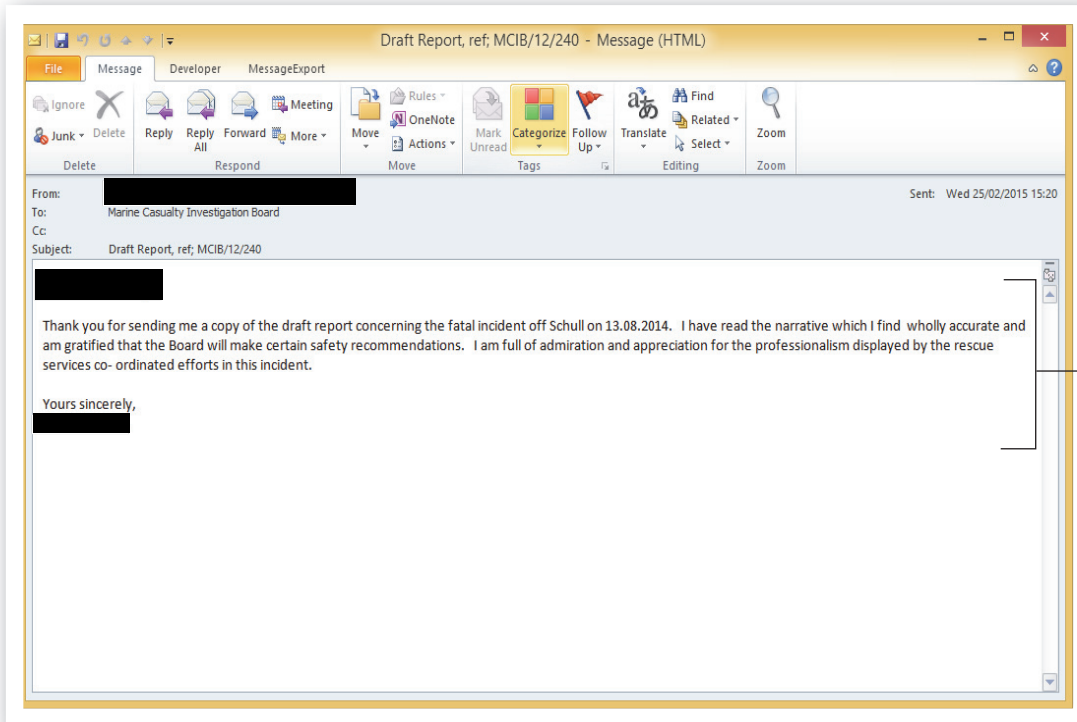 Draft Report, ref; MCIB/12/240 - Message (HTML)
File Message Developer MessageExport
Ignore
Junk
Delete
Delete
Reply
Reply All
Forward
Meeting
More
Respond
Move
Rules
OneNote
Actions
Move
Mark Unread
Categorize
Follow Up
Tags
Translate
Find
Related
Select
Editing
Zoom
Zoom
From:
Sent: Wed 25/02/2015 15:20
To: Marine Casualty Investigation Board
Cc:
Subject: Draft Report, ref; MCIB/12/240
Thank you for sending me a copy of the draft report concerning the fatal incident off Schull on 13.08.2014. I have read the narrative which I find wholly accurate and
am gratified that the Board will make certain safety recommendations. I am full of admiration and appreciation for the professionalism displayed by the rescue
services co- ordinated efforts in this incident.
Yours sincerely,